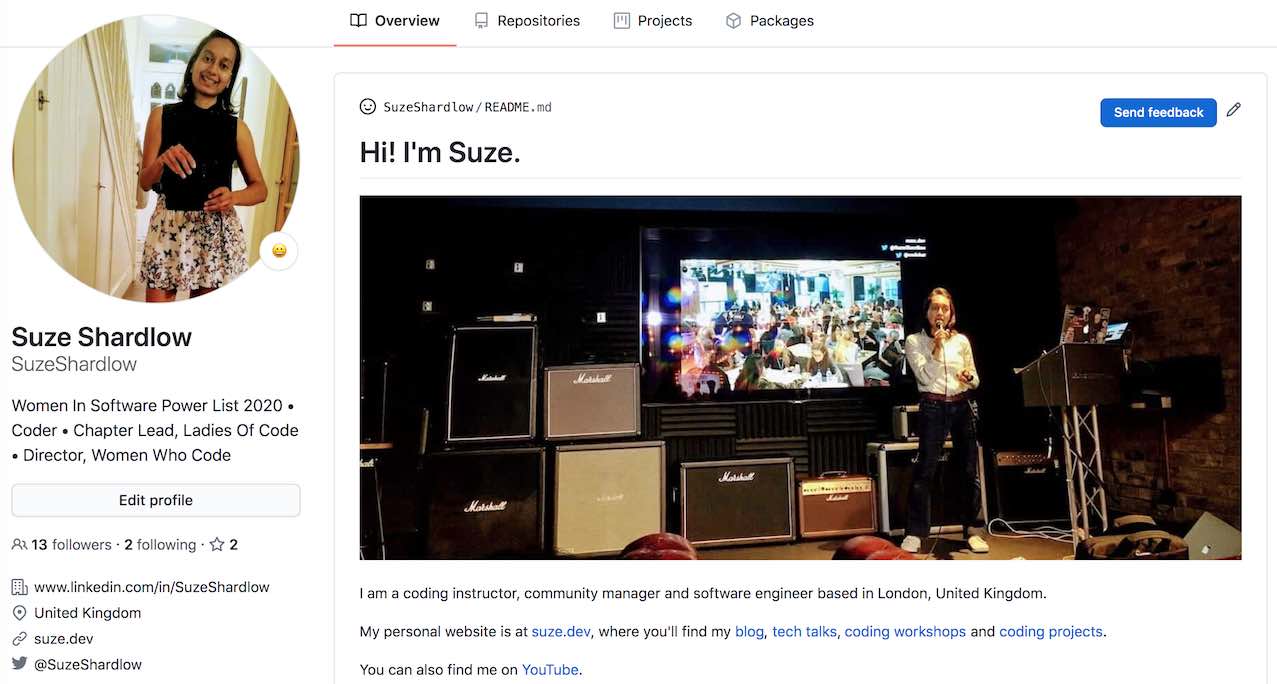 Overview
Repositories
Projects
Packages
SuzeShardlow/README.md
Send feedback
Hi! I'm Suze.
Marshall
Marshall
Marshall
Marshall
Suze Shardlow
SuzeShardlow
Women In Software Power List 2020 •
Coder • Chapter Lead, Ladies Of Code
• Director, Women Who Code
Edit profile
13 followers · 2 following · 2
www.linkedin.com/in/SuzeShardlow
United Kingdom
suze.dev
@SuzeShardlow
I am a coding instructor, community manager and software engineer based in London, United Kingdom.
My personal website is at suze.dev, where you'll find my blog, tech talks, coding workshops and coding projects.
You can also find me on YouTube.